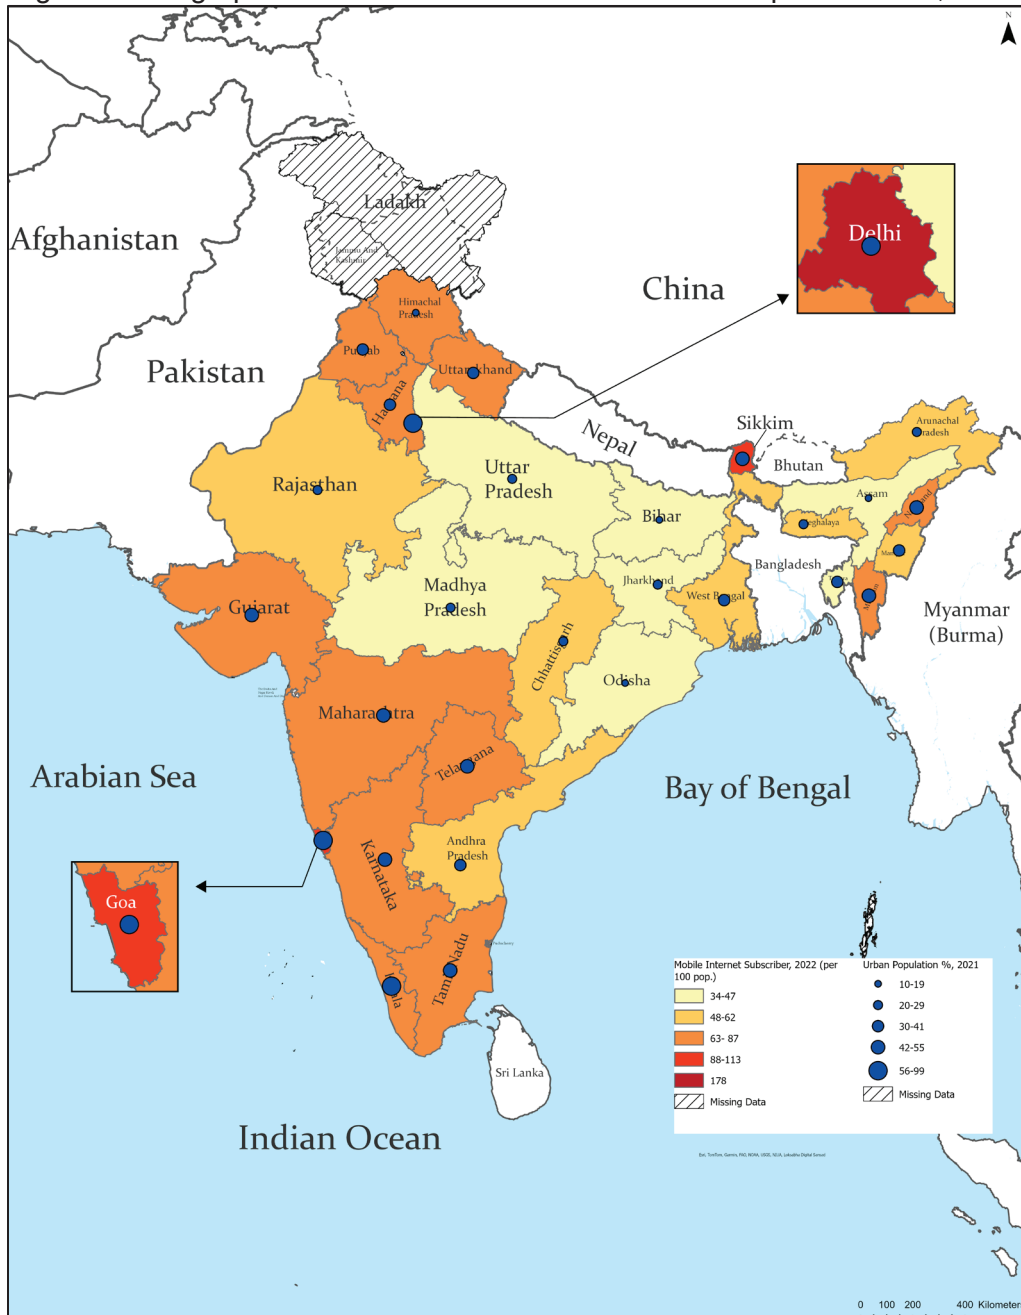 N
Ladakh
Jammu And
Kashmir
Afghanistan
Delhi
China
Himachal
Pradesh
Punjab
Pakistan
Uttarakhand
Haryana
Nepal
Sikkim
Bhutan
Arunachal
Pradesh
Rajasthan
Uttar
Pradesh
Assam
Bihar
Meghalaya
Bangladesh
Jharkhand
Madhya
Pradesh
Gujarat
West Bengal
Myanmar
(Burma)
Chhattisgarh
Odisha
Maharashtra
Telangana
Arabian Sea
Bay of Bengal
Andhra
Pradesh
Karnataka
Goa
Tamil Nadu
Kerala
Sri Lanka
Indian Ocean
Mobile Internet Subscriber, 2022 (per
100 pop.)
34-47
48-62
63- 87
88-113
178
Missing Data
Urban Population %, 2021
10-19
20-29
30-41
42-55
56-99
Missing Data
0 100 200 400 Kilometer